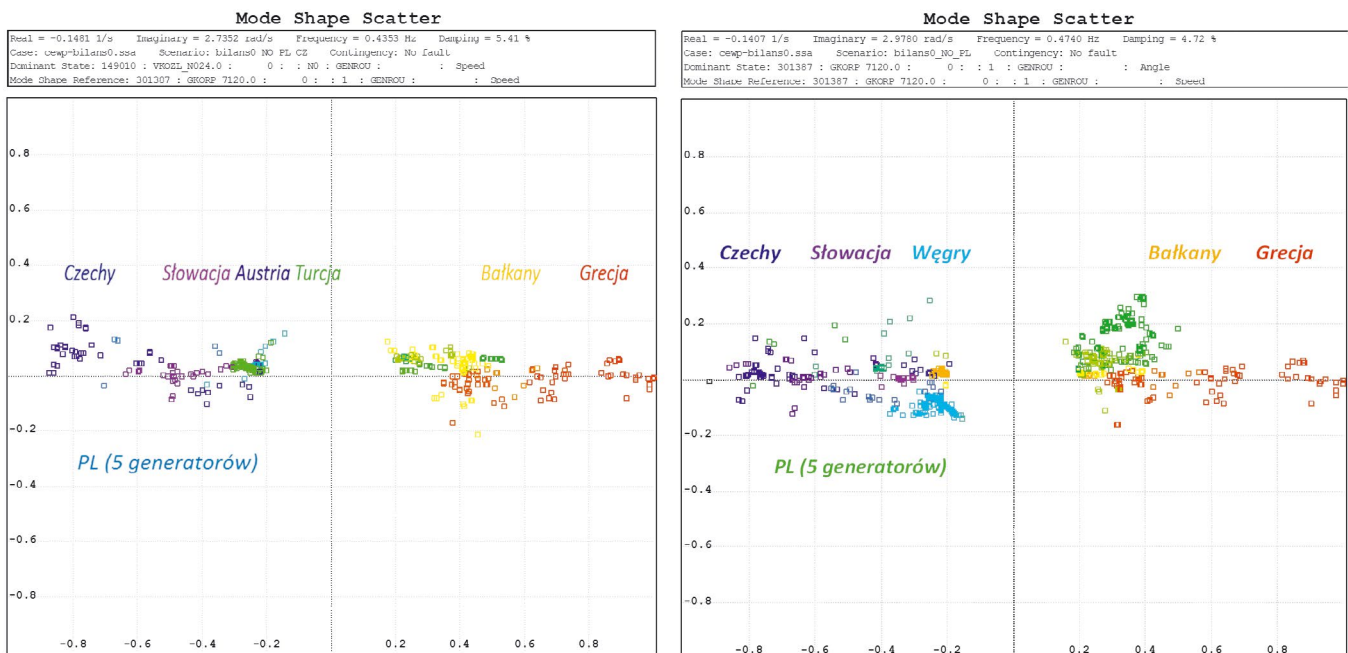 Mode Shape Scatter
Real = -0.1481 1/s Imaginary = 2.7352 rad/s Frequency = 0.4353 Hz Damping = 5.41 %
Case: cewp-bilans0.ssa Scenario: bilans0 NO PL CZ Contingency: No fault
Dominant State: 149010 : VKOZL_N024.0 : 0 : : N0 : GENROU : : Speed
Mode Shape Reference: 301387 : GKORP 7120.0 : 0 : : 1 : GENROU : : Speed
0.8
0.6
0.4
Czechy Słowacja Austria Turcja Bałkany Grecja
0.2
0
-0.2
PL (5 generatorów)
-0.4
-0.6
-0.8
-0.8 -0.6 -0.4 -0.2 0.2 0.4 0.6 0.8
Mode Shape Scatter
Real = -0.1407 1/s Imaginary = 2.9780 rad/s Frequency = 0.4740 Hz Damping = 4.72 %
Case: cewp-bilans0.ssa Scenario: bilans0_NO_PL Contingency: No fault
Dominant State: 301387 : GKORP 7120.0 : 0 : : 1 : GENROU : : Angle
Mode Shape Reference: 301387 : GKORP 7120.0 : 0 : : 1 : GENROU : : Speed
0.8
0.6
Czechy Słowacja Węgry Bałkany Grecja
0.4
0.2
0
-0.2
PL (5 generatorów)
-0.4
-0.6
-0.8
-0.8 -0.6 -0.4 -0.2 0.2 0.4 0.6 0.8